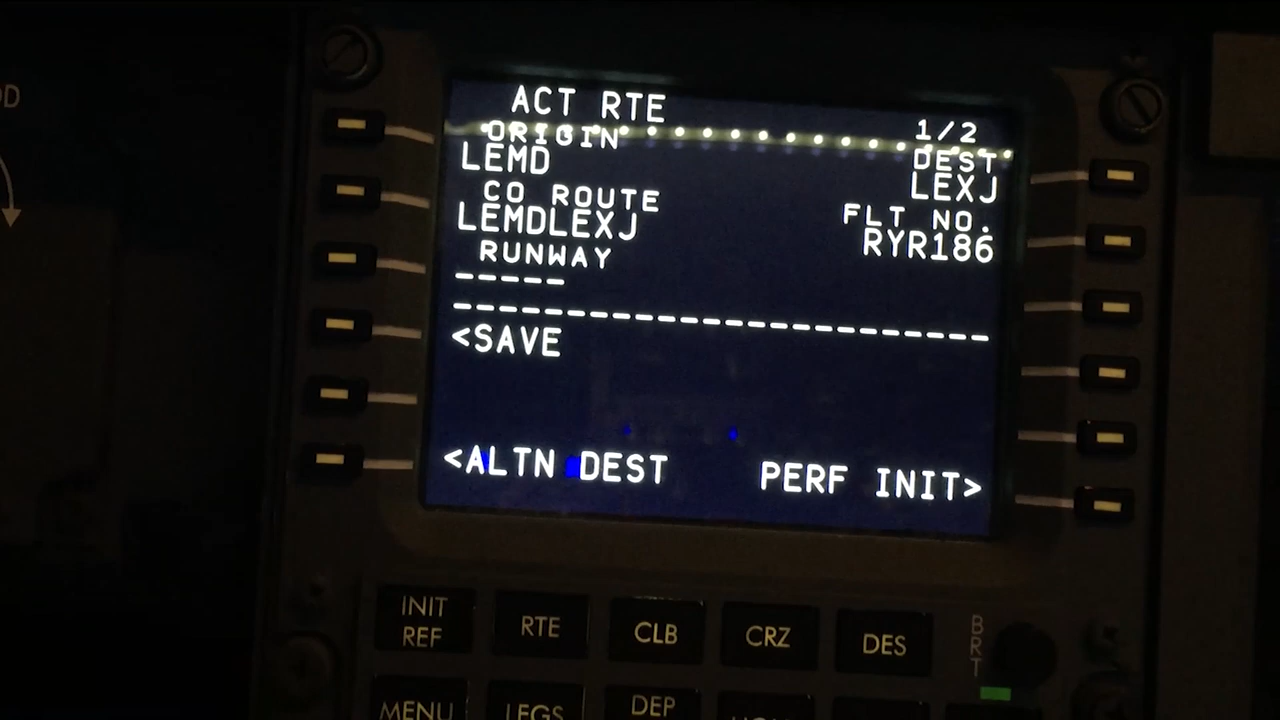 ACT RTE 1/2
ORIGIN DEST
LEMD LEXJ
CO ROUTE FLT NO.
LEMDLEXJ RYR186
RUNWAY
-----
------------------------
<SAVE
<ALTN DEST PERF INIT>
INIT REF
RTE
CLB
CRZ
DES
BRT
MENU
LEGS
DEP